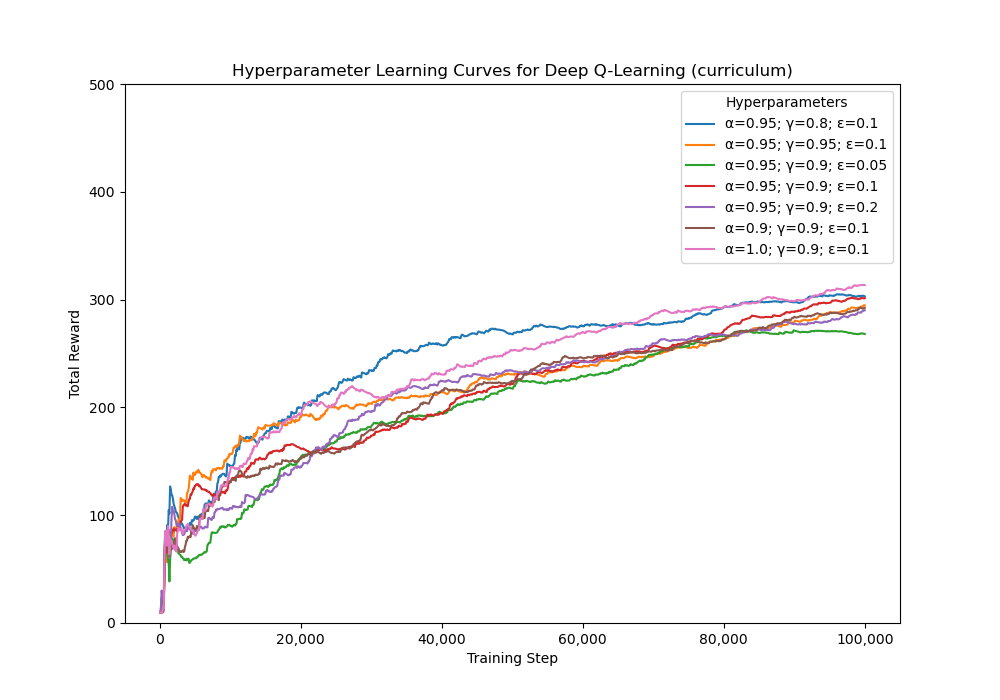 Hyperparameter Learning Curves for Deep Q-Learning (curriculum)
500
400
300
200
100
0
Total Reward
Hyperparameters
α=0.95; γ=0.8; ε=0.1
α=0.95; γ=0.95; ε=0.1
α=0.95; γ=0.9; ε=0.05
α=0.95; γ=0.9; ε=0.1
α=0.95; γ=0.9; ε=0.2
α=0.9; γ=0.9; ε=0.1
α=1.0; γ=0.9; ε=0.1
0 20,000 40,000 60,000 80,000 100,000
Training Step